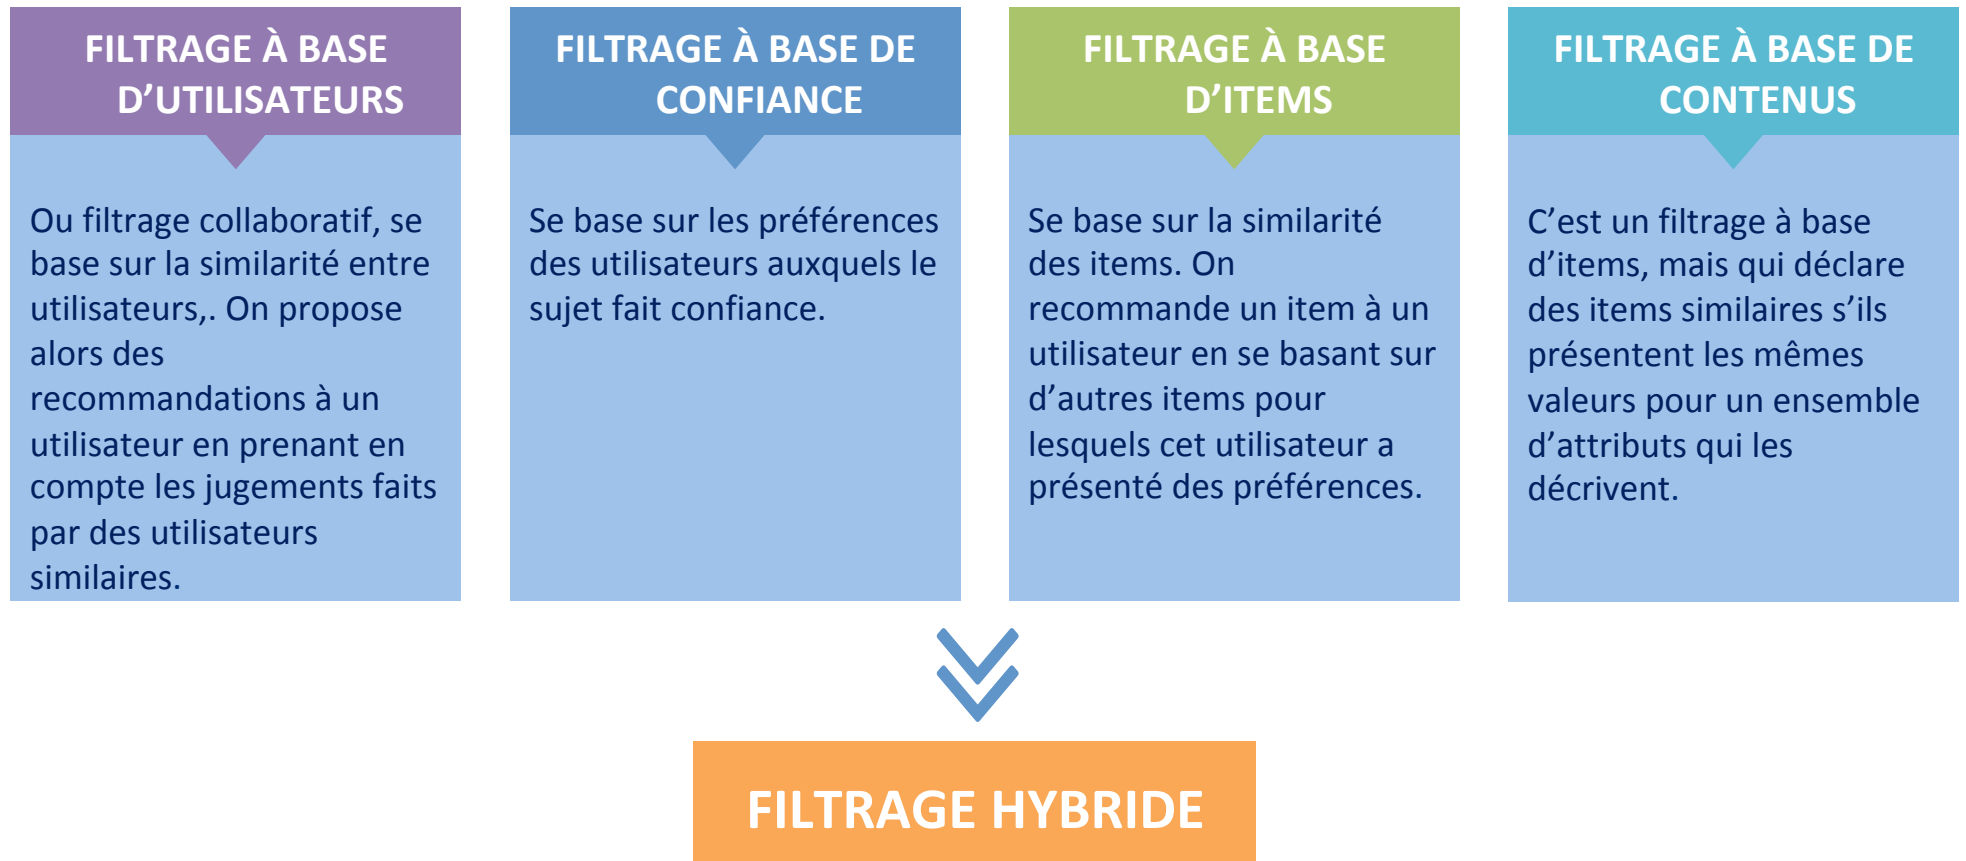 FILTRAGE À BASE
D’UTILISATEURS
Ou filtrage collaboratif, se
base sur la similarité entre
utilisateurs,. On propose
alors des
recommandations à un
utilisateur en prenant en
compte les jugements faits
par des utilisateurs
similaires.
FILTRAGE À BASE DE
CONFIANCE
Se base sur les préférences
des utilisateurs auxquels le
sujet fait confiance.
FILTRAGE À BASE
D’ITEMS
Se base sur la similarité
des items. On
recommande un item à un
utilisateur en se basant sur
d’autres items pour
lesquels cet utilisateur a
présenté des préférences.
FILTRAGE À BASE DE
CONTENUS
C’est un filtrage à base
d’items, mais qui déclare
des items similaires s’ils
présentent les mêmes
valeurs pour un ensemble
d’attributs qui les
décrivent.
FILTRAGE HYBRIDE